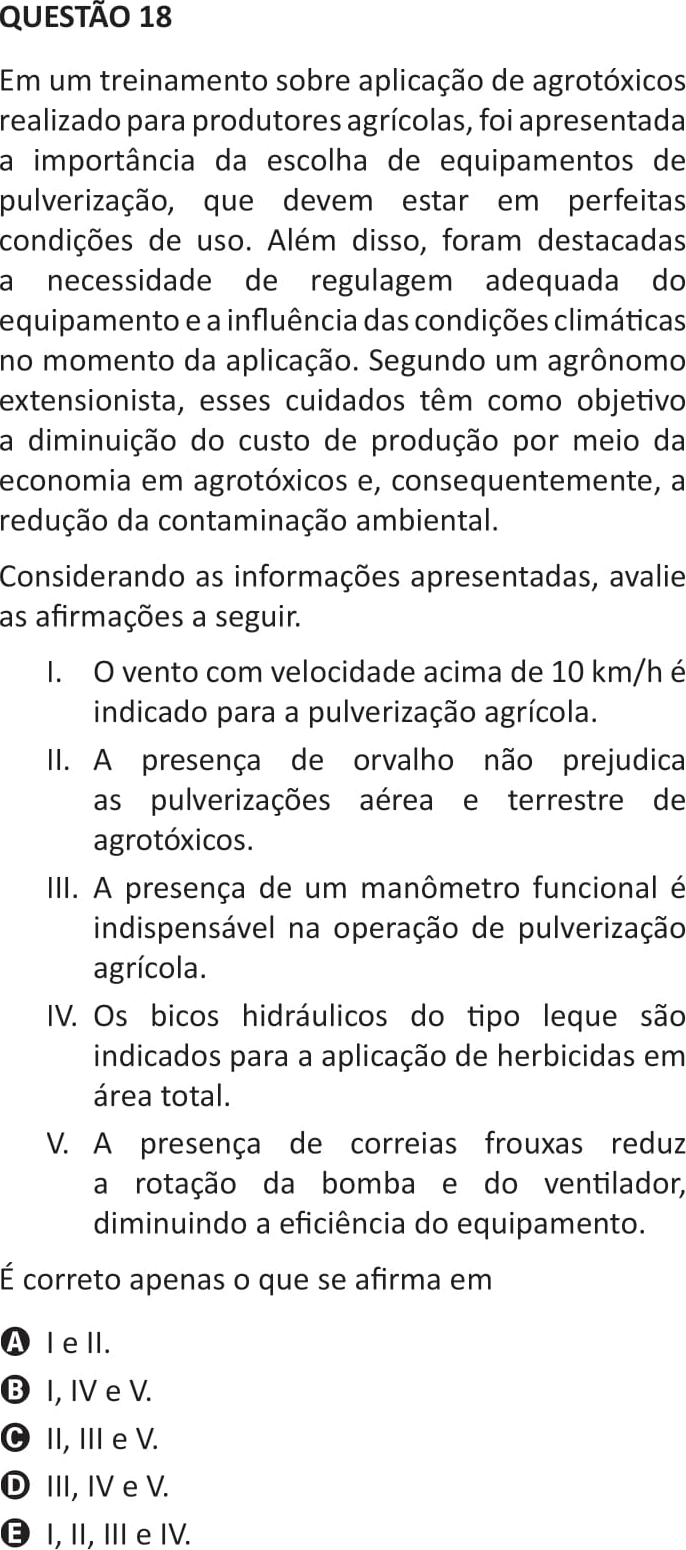 QUESTÃO 18
Em um treinamento sobre aplicação de agrotóxicos
realizado para produtores agrícolas, foi apresentada
a importância da escolha de equipamentos de
pulverização, que devem estar em perfeitas
condições de uso. Além disso, foram destacadas
a necessidade de regulagem adequada do
equipamento e a influência das condições climáticas
no momento da aplicação. Segundo um agrônomo
extensionista, esses cuidados têm como objetivo
a diminuição do custo de produção por meio da
economia em agrotóxicos e, consequentemente, a
redução da contaminação ambiental.
Considerando as informações apresentadas, avalie
as afirmações a seguir.
I. O vento com velocidade acima de 10 km/h é
indicado para a pulverização agrícola.
II. A presença de orvalho não prejudica
as pulverizações aérea e terrestre de
agrotóxicos.
III. A presença de um manômetro funcional é
indispensável na operação de pulverização
agrícola.
IV. Os bicos hidráulicos do tipo leque são
indicados para a aplicação de herbicidas em
área total.
V. A presença de correias frouxas reduz
a rotação da bomba e do ventilador,
diminuindo a eficiência do equipamento.
É correto apenas o que se afirma em
A I e II.
B I, IV e V.
C II, III e V.
D III, IV e V.
E I, II, III e IV.